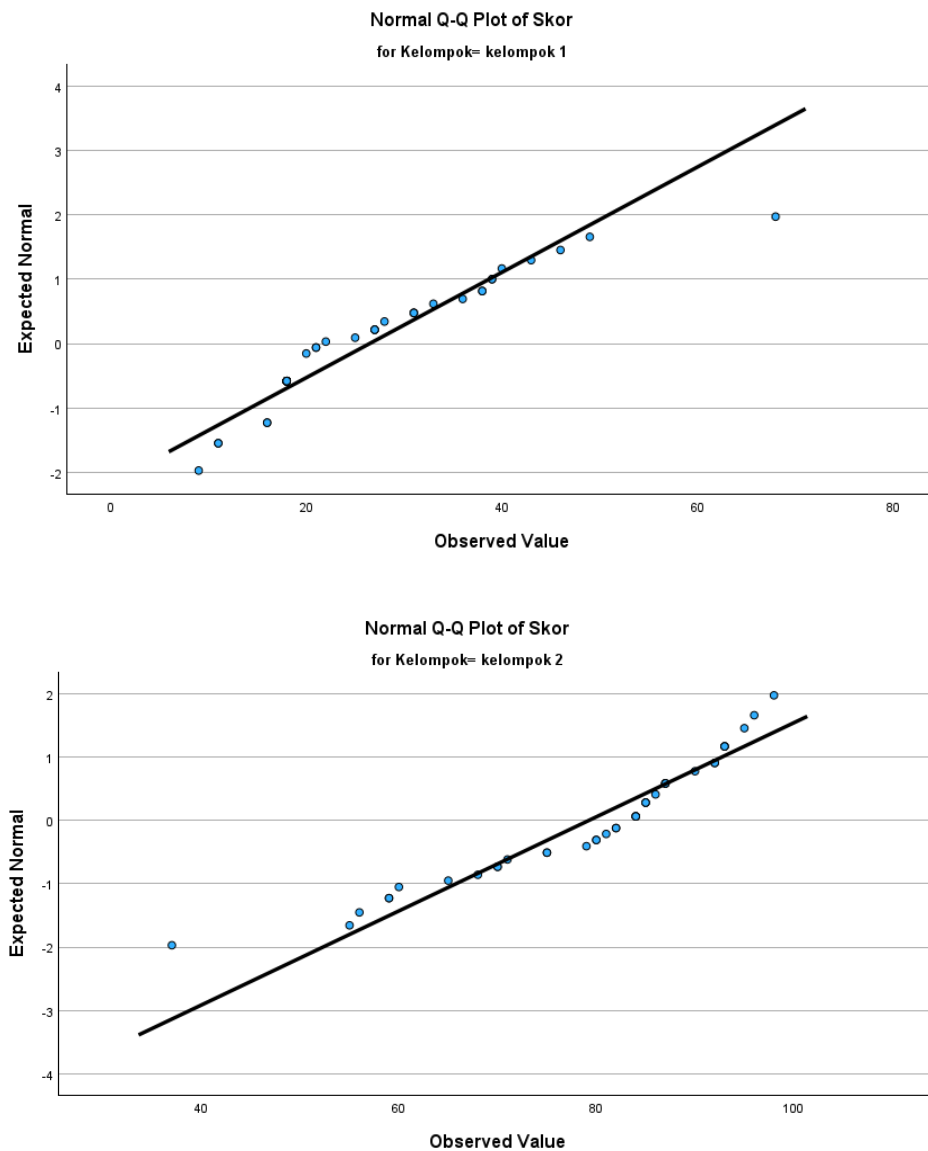 Normal Q-Q Plot of Skor
for Kelompok= kelompok 1
Expected Normal
4
3
2
1
0
-1
-2
0 20 40 60 80
Observed Value
Normal Q-Q Plot of Skor
for Kelompok= kelompok 2
Expected Normal
2
1
0
-1
-2
-3
-4
40 60 80 100
Observed Value